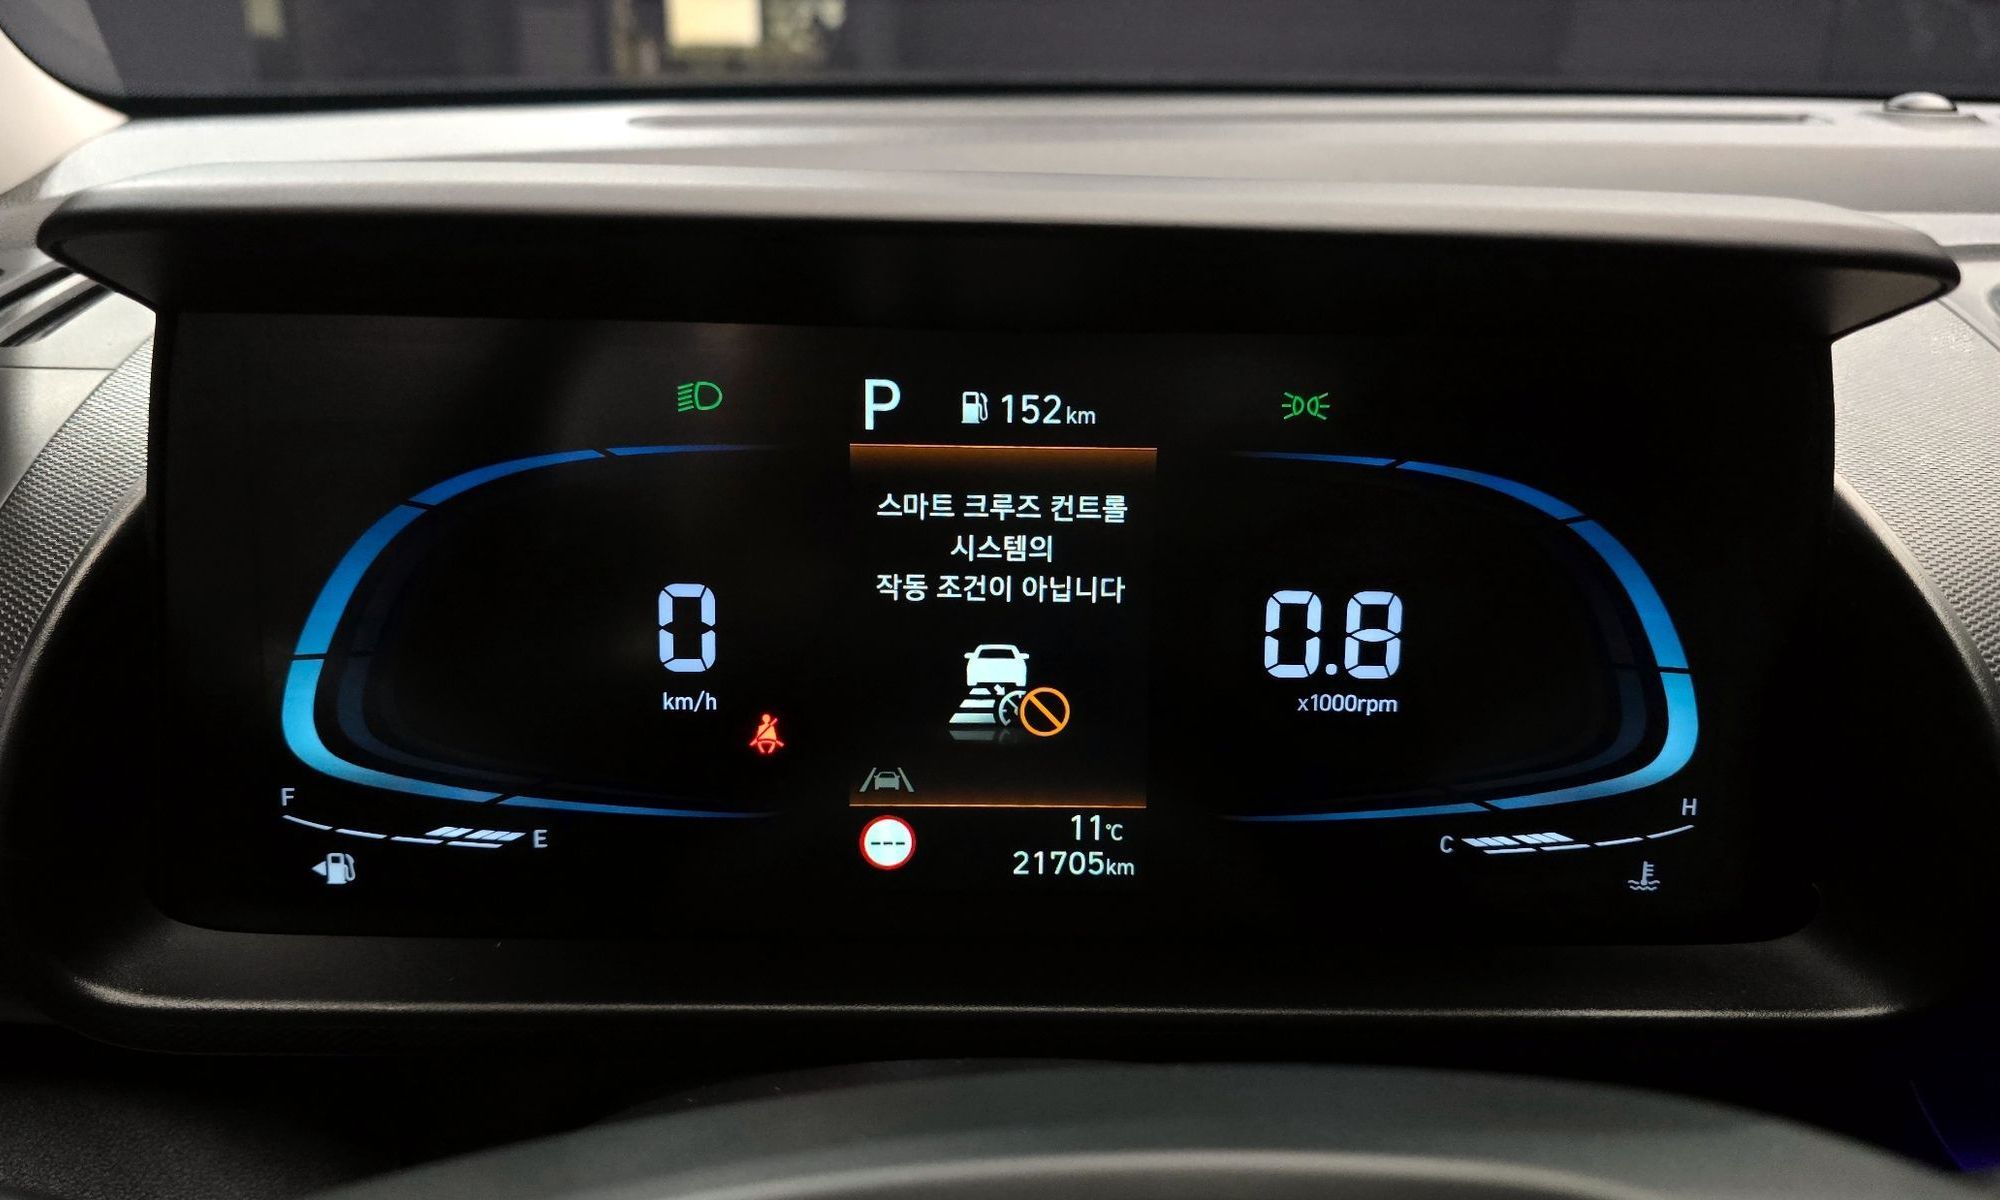 P 152km
스마트 크루즈 컨트롤
시스템의
작동 조건이 아닙니다
0
km/h
0.8
x1000rpm
F
E
---
11℃
21705km
C
H